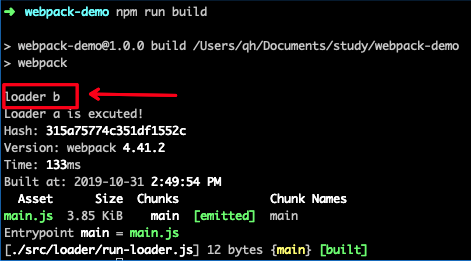 ➜ webpack-demo npm run build
> webpack-demo@1.0.0 build /Users/qh/Documents/study/webpack-demo
> webpack
loader b
Loader a is excuted!
Hash: 315a75774c351df1552c
Version: webpack 4.41.2
Time: 133ms
Built at: 2019-10-31 2:49:54 PM
Asset Size Chunks Chunk Names
main.js 3.85 KiB main [emitted] main
Entrypoint main = main.js
[./src/loader/run-loader.js] 12 bytes {main} [built]